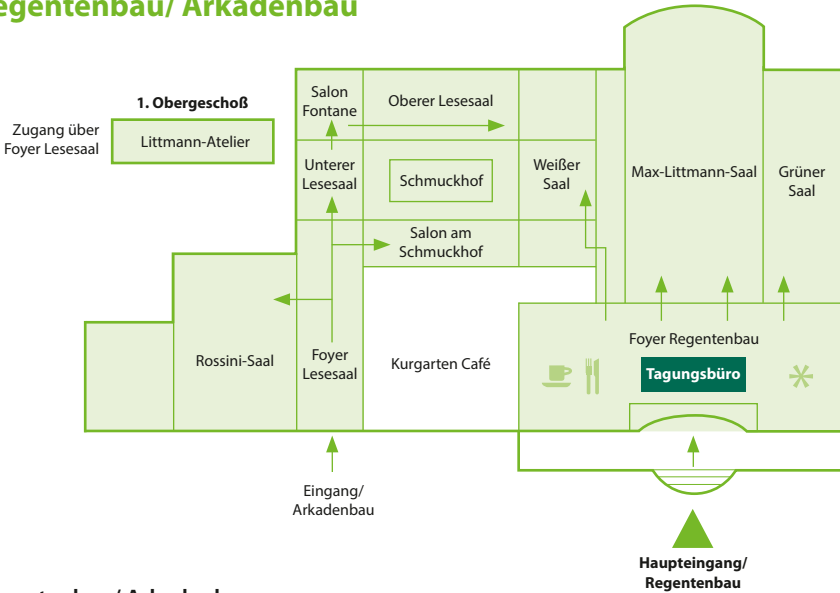 egentenbau/ Arkadenbau
1. Obergeschoß
Zugang über
Foyer Lesesaal
Littmann-Atelier
Salon
Fontane
Oberer Lesesaal
Unterer
Lesesaal
Schmuckhof
Weißer
Saal
Max-Littmann-Saal
Grüner
Saal
Salon am
Schmuckhof
Rossini-Saal
Foyer
Lesesaal
Kurgarten Café
Foyer Regentenbau
Tagungsbüro
Eingang/
Arkadenbau
Haupteingang/
Regentenbau